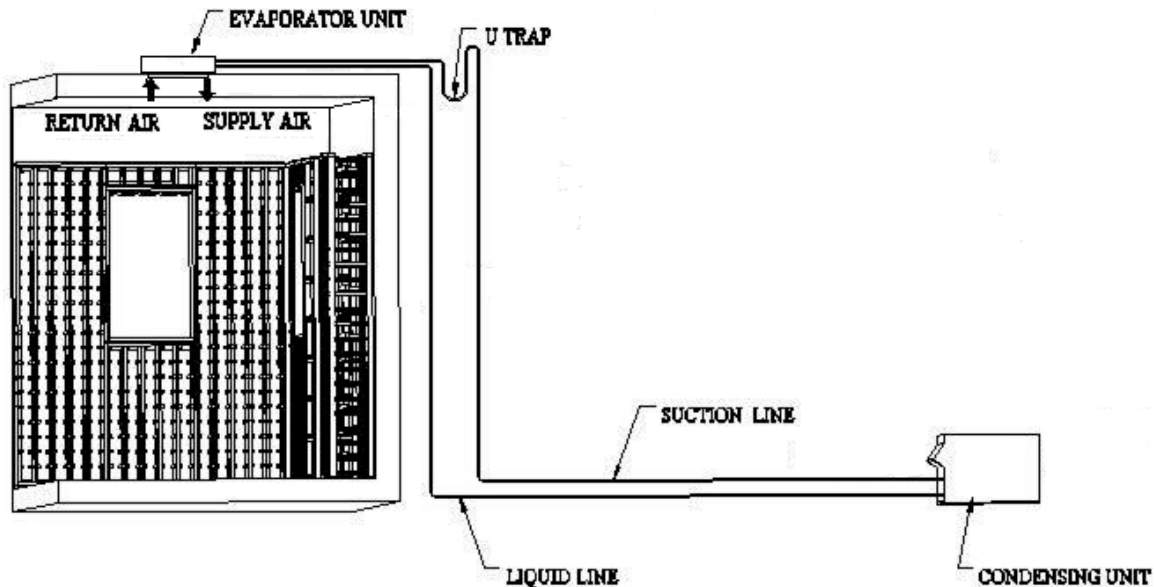 EVAPORATOR UNIT
U TRAP
RETURN AIR
SUPPLY AIR
SUCTION LINE
LIQUID LINE
CONDENSING UNIT